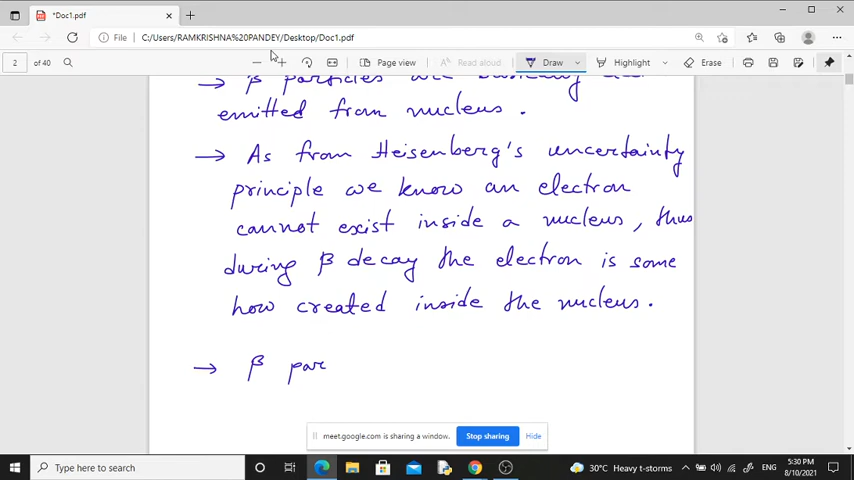 *Doc1.pdf
File C:/Users/RAMKRISHNA%20PANDEY/Desktop/Doc1.pdf
2 of 40 Page view Read aloud Draw Highlight Erase
→ β particles are basically
emitted from nucleus.
→ As from Heisenberg's uncertainty
principle we know an electron
cannot exist inside a nucleus, thus
during β decay the electron is some
how created inside the nucleus.
→ β par
meet.google.com is sharing a window. Stop sharing Hide
Type here to search 30°C Heavy t-storms ENG 5:30 PM
8/10/2021